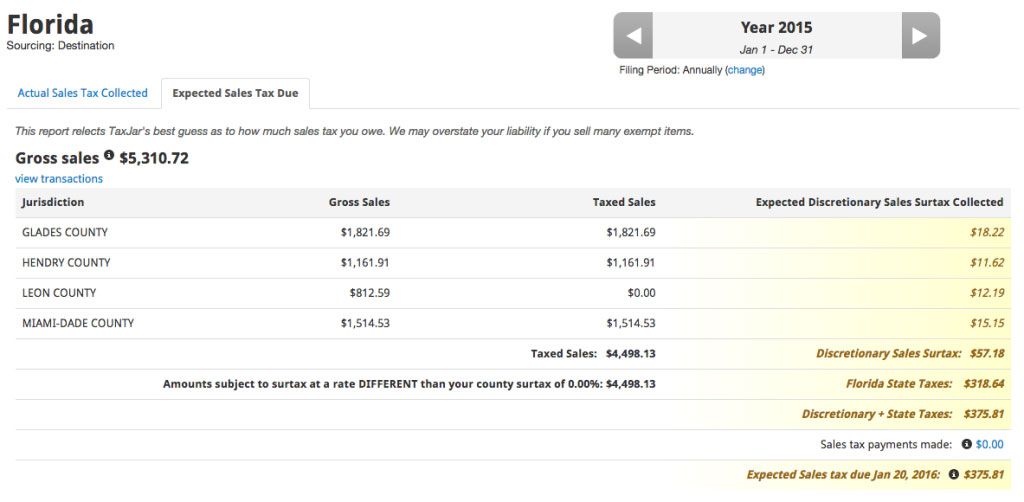 Florida
Sourcing: Destination
Year 2015
Jan 1 - Dec 31
Filing Period: Annually (change)
Actual Sales Tax Collected
Expected Sales Tax Due
This report relects TaxJar's best guess as to how much sales tax you owe. We may overstate your liability if you sell many exempt items.
Gross sales $5,310.72
view transactions
Jurisdiction Gross Sales Taxed Sales Expected Discretionary Sales Surtax Collected
GLADES COUNTY $1,821.69 $1,821.69 $18.22
HENDRY COUNTY $1,161.91 $1,161.91 $11.62
LEON COUNTY $812.59 $0.00 $12.19
MIAMI-DADE COUNTY $1,514.53 $1,514.53 $15.15
Taxed Sales: $4,498.13 Discretionary Sales Surtax: $57.18
Amounts subject to surtax at a rate DIFFERENT than your county surtax of 0.00%: $4,498.13 Florida State Taxes: $318.64
Discretionary + State Taxes: $375.81
Sales tax payments made: $0.00
Expected Sales tax due Jan 20, 2016: $375.81